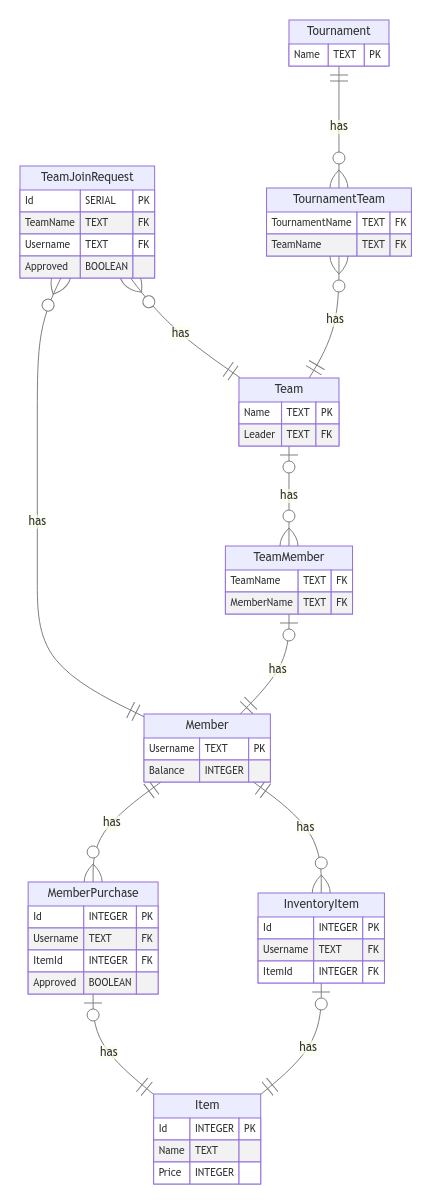 Tournament
Name TEXT PK
has
TeamJoinRequest
Id SERIAL PK
TeamName TEXT FK
Username TEXT FK
Approved BOOLEAN
TournamentTeam
TournamentName TEXT FK
TeamName TEXT FK
has
has
Team
Name TEXT PK
Leader TEXT FK
has
has
TeamMember
TeamName TEXT FK
MemberName TEXT FK
has
Member
Username TEXT PK
Balance INTEGER
has
has
MemberPurchase
Id INTEGER PK
Username TEXT FK
ItemId INTEGER FK
Approved BOOLEAN
InventoryItem
Id INTEGER PK
Username TEXT FK
ItemId INTEGER FK
has
has
Item
Id INTEGER PK
Name TEXT
Price INTEGER